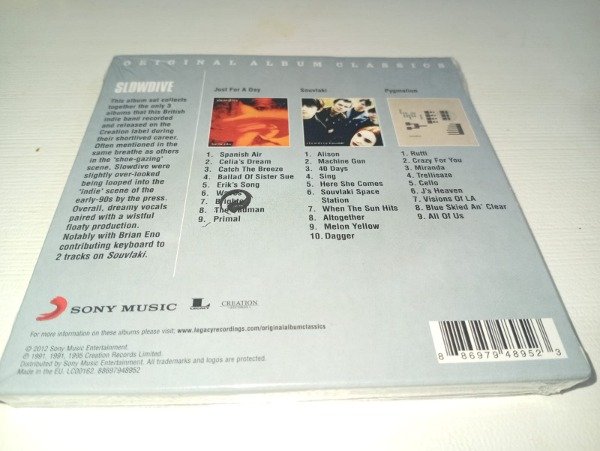 ORIGINAL ALBUM CLASSICS
SLOWDIVE
This album set collects
together the only 3
albums that this British
indie band recorded
and released on the
Creation label during
their shortlived career.
Often mentioned in the
same breathe as others
in the 'shoe-gazing'
scene. Slowdive were
slightly over-looked
being looped into the
'indie' scene of the
early-90s by the press.
Overall, dreamy vocals
paired with a wistful
floaty production.
Notably with Brian Eno
contributing keyboard to
2 tracks on Souvlaki.
Just For A Day
slowdive
1. Spanish Air
2. Celia's Dream
3. Catch The Breeze
4. Ballad Of Sister Sue
5. Erik's Song
6.
7.
8. The
9. Primal
Souvlaki
1. Alison
2. Machine Gun
3. 40 Days
4. Sing
5. Here She Comes
6. Souvlaki Space
Station
7. When The Sun Hits
8. Altogether
9. Melon Yellow
10. Dagger
Pygmalion
1. Rutti
2. Crazy For You
3. Miranda
4. Trellisaze
5. Cello
6. J's Heaven
7. Visions Of LA
8. Blue Skied An' Clear
9. All Of Us
SONY MUSIC
L
LEGACY
CREATION
For more information on these albums please visit: www.legacyrecordings.com/originalalbumclassics
© 2012 Sony Music Entertainment.
℗ 1991, 1991, 1995 Creation Records Limited.
Distributed by Sony Music Entertainment. All trademarks and logos are protected.
Made in the EU. LC00162. 88697948952
8 86979 48952 3